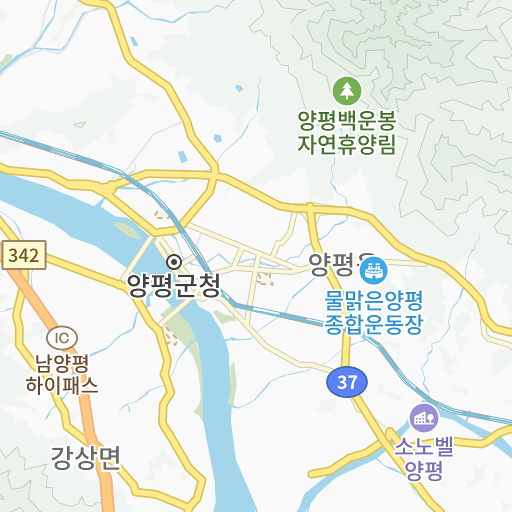 양평백운봉
자연휴양림
342
양평읍
양평군청
물맑은양평
종합운동장
IC
남양평
하이패스
37
강상면
소노벨
양평